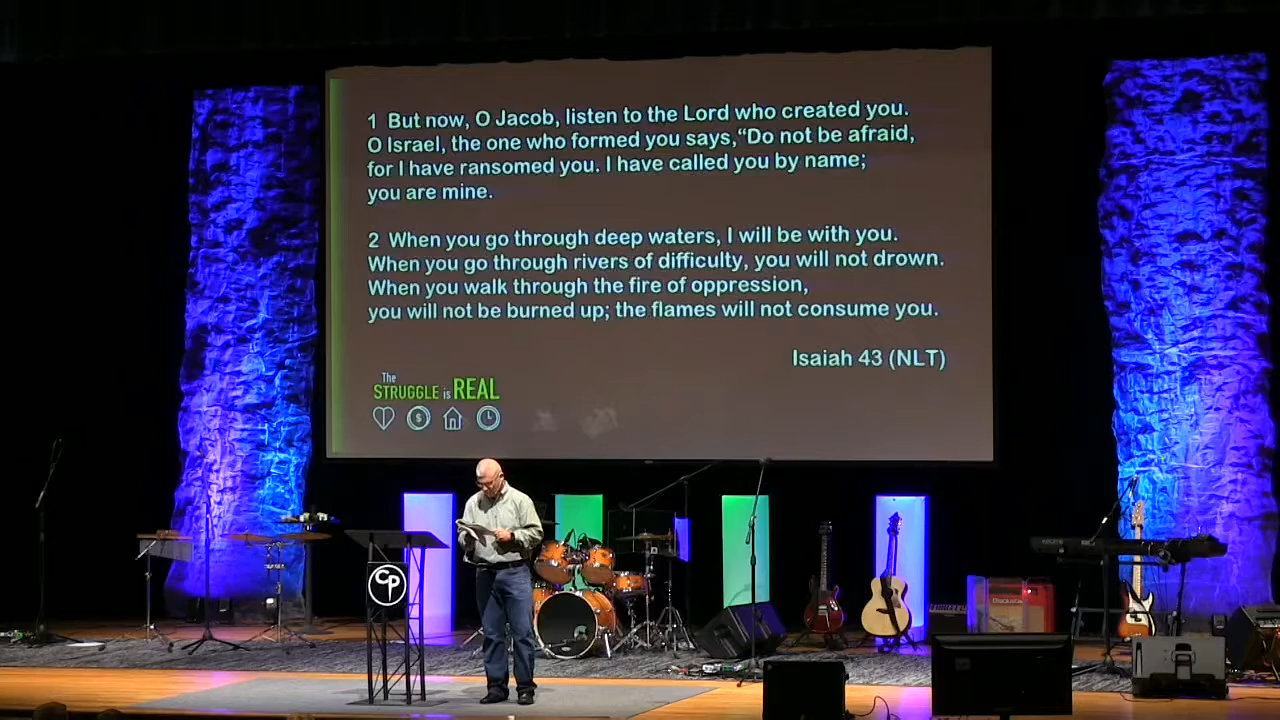 1 But now, O Jacob, listen to the Lord who created you.
O Israel, the one who formed you says,“Do not be afraid,
for I have ransomed you. I have called you by name;
you are mine.
2 When you go through deep waters, I will be with you.
When you go through rivers of difficulty, you will not drown.
When you walk through the fire of oppression,
you will not be burned up; the flames will not consume you.
Isaiah 43 (NLT)
The
STRUGGLE is REAL
$
CP